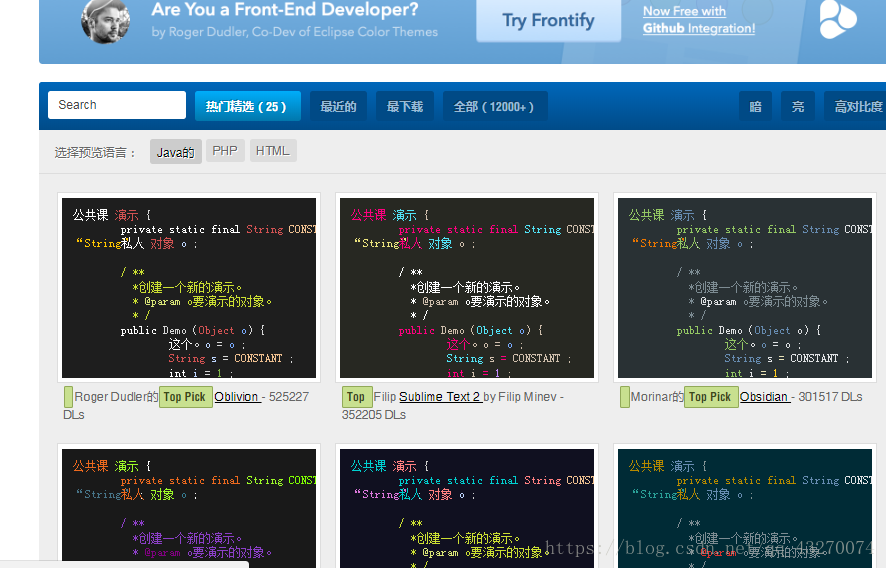 Are You a Front-End Developer?
by Roger Dudler, Co-Dev of Eclipse Color Themes
Try Frontify
Now Free with
Github Integration!
Search
热门精选 ( 25 )
最近的
最下载
全部 ( 12000+ )
暗
亮
高对比度
选择预览语言：
Java的
PHP
HTML
公共课 演示 {
private static final String CONST
“String私人 对象 o ;
/ **
*创建一个新的演示。
* @param o要演示的对象。
* /
public Demo (Object o) {
这个。o = o ;
String s = CONSTANT ;
int i = 1 ;
公共课 演示 {
private static final String CONST
“String私人 对象 o ;
/ **
*创建一个新的演示。
* @param o要演示的对象。
* /
public Demo (Object o) {
这个。o = o ;
String s = CONSTANT ;
int i = 1 ;
公共课 演示 {
private static final String CONST
“String私人 对象 o ;
/ **
*创建一个新的演示。
* @param o要演示的对象。
* /
public Demo (Object o) {
这个。o = o ;
String s = CONSTANT ;
int i = 1 ;
Roger Dudler的 Top Pick Oblivion - 525227
DLs
Top Filip Sublime Text 2 by Filip Minev -
352205 DLs
Morinar的 Top Pick Obsidian - 301517 DLs
公共课 演示 {
private static final String CONST
“String私人 对象 o ;
/ **
*创建一个新的演示。
* @param o要演示的对象。
公共课 演示 {
private static final String CONST
“String私人 对象 o ;
/ **
*创建一个新的演示。
* @param o要演示的对象。
公共课 演示 {
private static final String CONST
“String私人 对象 o ;
/ **
*创建一个新的演示。
* @param o要演示的对象。
https://blog.csdn.net/qq_43270074